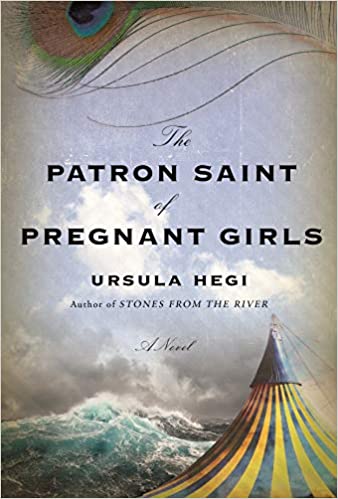 The
PATRON SAINT
of
PREGNANT GIRLS
URSULA HEGI
Author of STONES FROM THE RIVER
A Novel